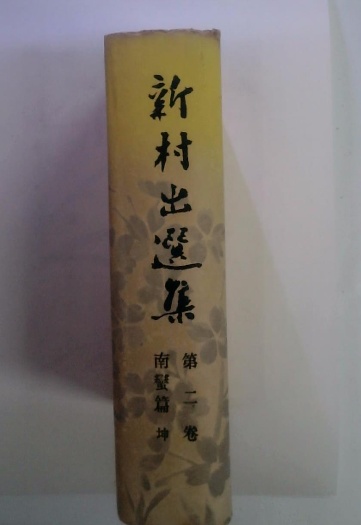 新村出選集
第二卷
南蠻篇 坤